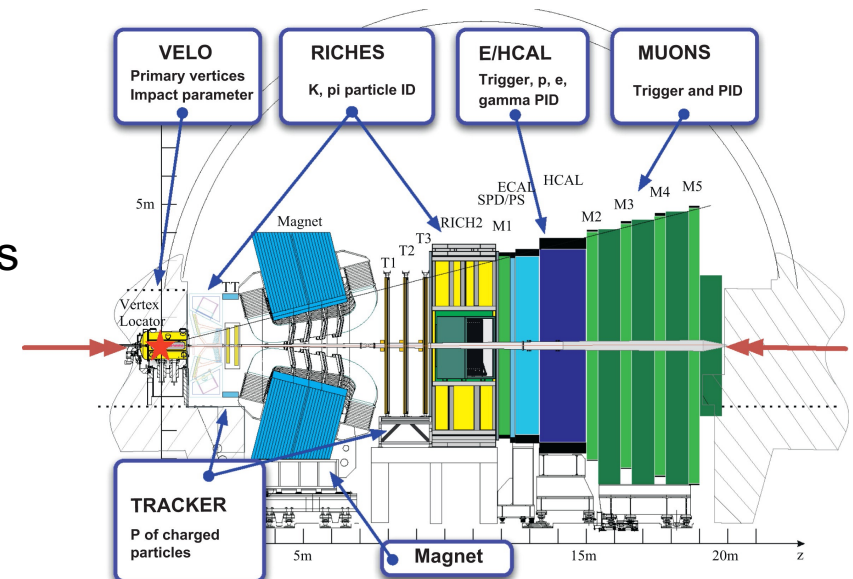 VELO
Primary vertices
Impact parameter
RICHES
K, pi particle ID
E/HCAL
Trigger, p, e,
gamma PID
MUONS
Trigger and PID
5m
s
Magnet
ECAL
HCAL
SPD/PS
RICH2
M1
M2
M3
M4
M5
T1
T2
T3
TT
Vertex
Locator
TRACKER
P of charged
particles
5m
Magnet
15m
20m
z